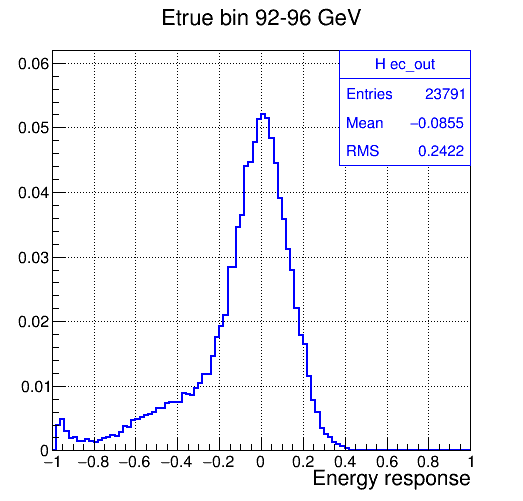 Etrue bin 92-96 GeV
H ec_out
Entries 23791
Mean −0.0855
RMS 0.2422
0.06
0.05
0.04
0.03
0.02
0.01
0
−1 −0.8 −0.6 −0.4 −0.2 0 0.2 0.4 0.6 0.8 1
Energy response